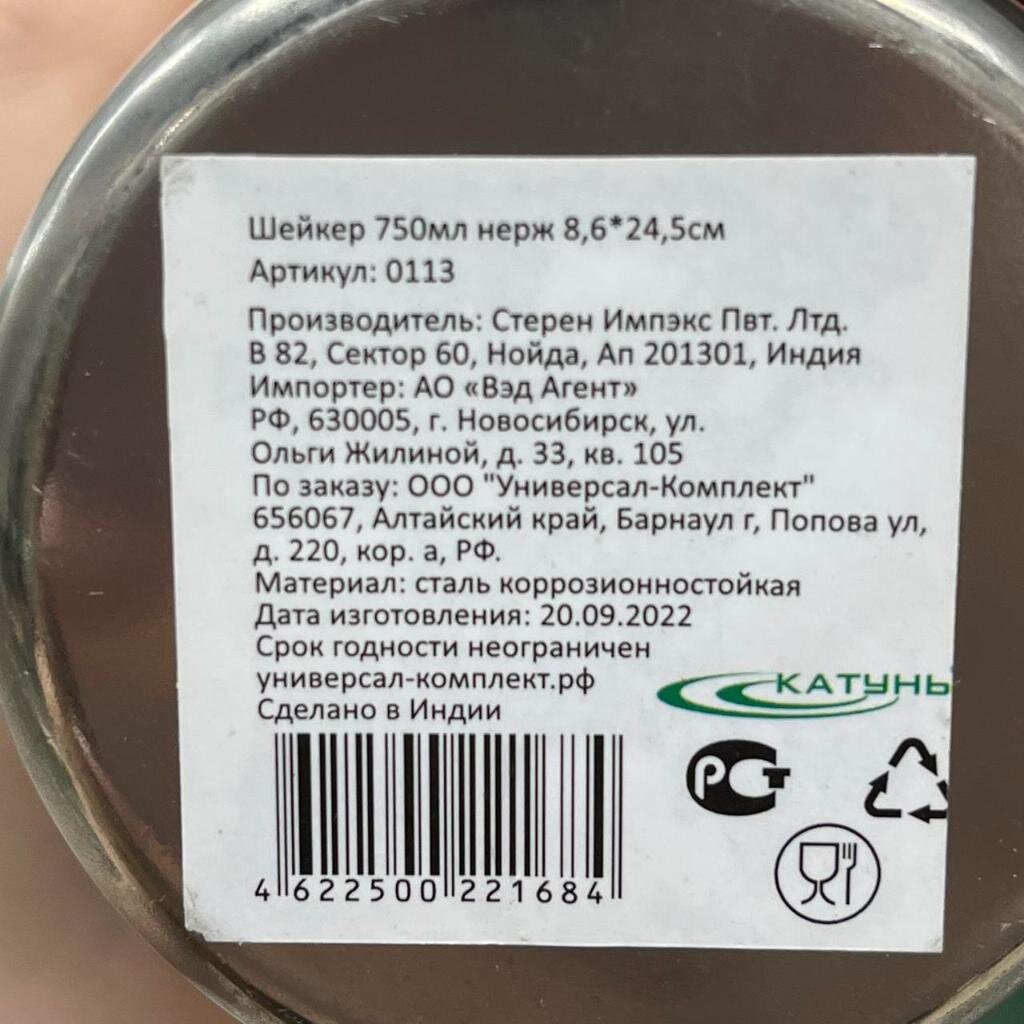 Шейкер 750мл нерж 8,6*24,5см
Артикул: 0113
Производитель: Стерен Импэкс Пвт. Лтд.
В 82, Сектор 60, Нойда, Ап 201301, Индия
Импортер: АО «Вэд Агент»
РФ, 630005, г. Новосибирск, ул.
Ольги Жилиной, д. 33, кв. 105
По заказу: ООО "Универсал-Комплект"
656067, Алтайский край, Барнаул г, Попова ул,
д. 220, кор. а, РФ.
Материал: сталь коррозионностойкая
Дата изготовления: 20.09.2022
Срок годности неограничен
универсал-комплект.рф
Сделано в Индии
КАТУНЬ
РСТ
4 622500 221684